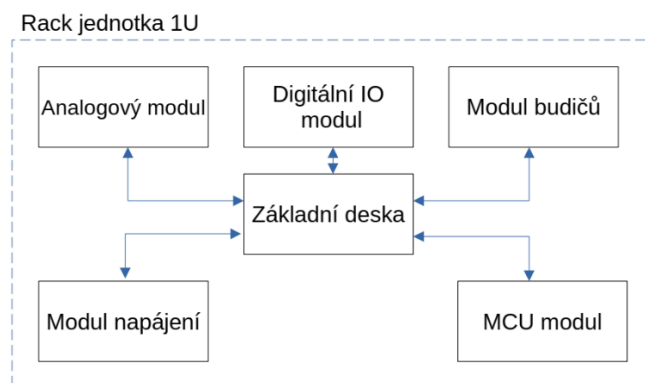 Rack jednotka 1U
Analogový modul
Digitální IO
modul
Modul budičů
Základní deska
Modul napájení
MCU modul